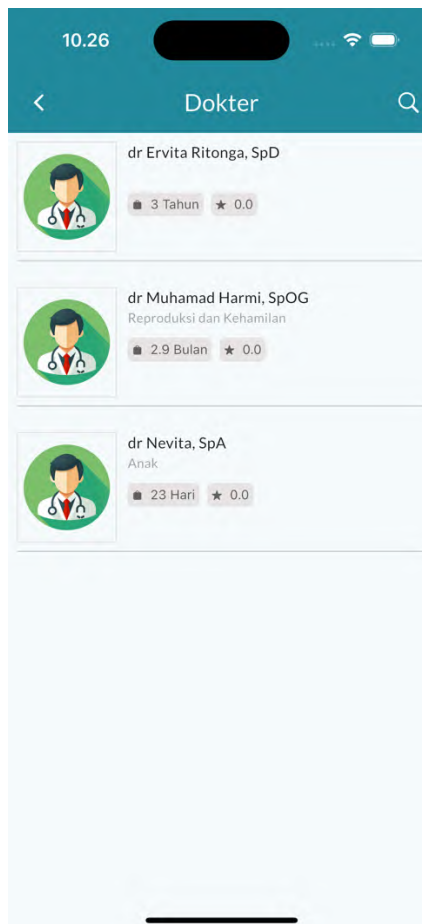 10.26
Dokter
dr Ervita Ritonga, SpD
3 Tahun 0.0
dr Muhamad Harmi, SpOG
Reproduksi dan Kehamilan
2.9 Bulan 0.0
dr Nevita, SpA
Anak
23 Hari 0.0